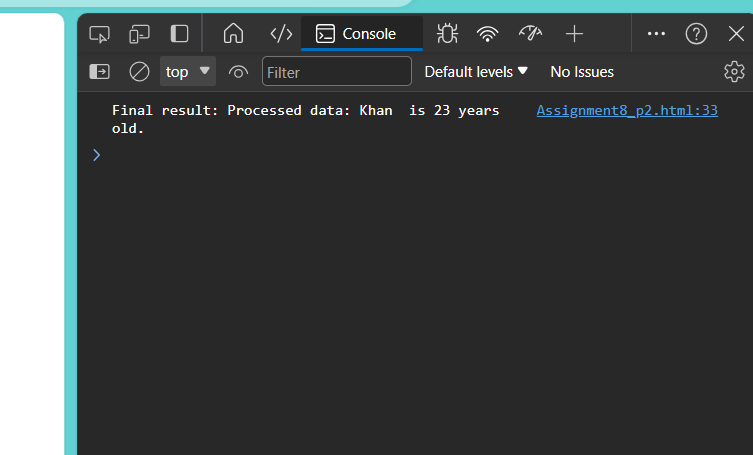 Console
top Filter Default levels No Issues
Final result: Processed data: Khan  is 23 years Assignment8_p2.html:33
old.